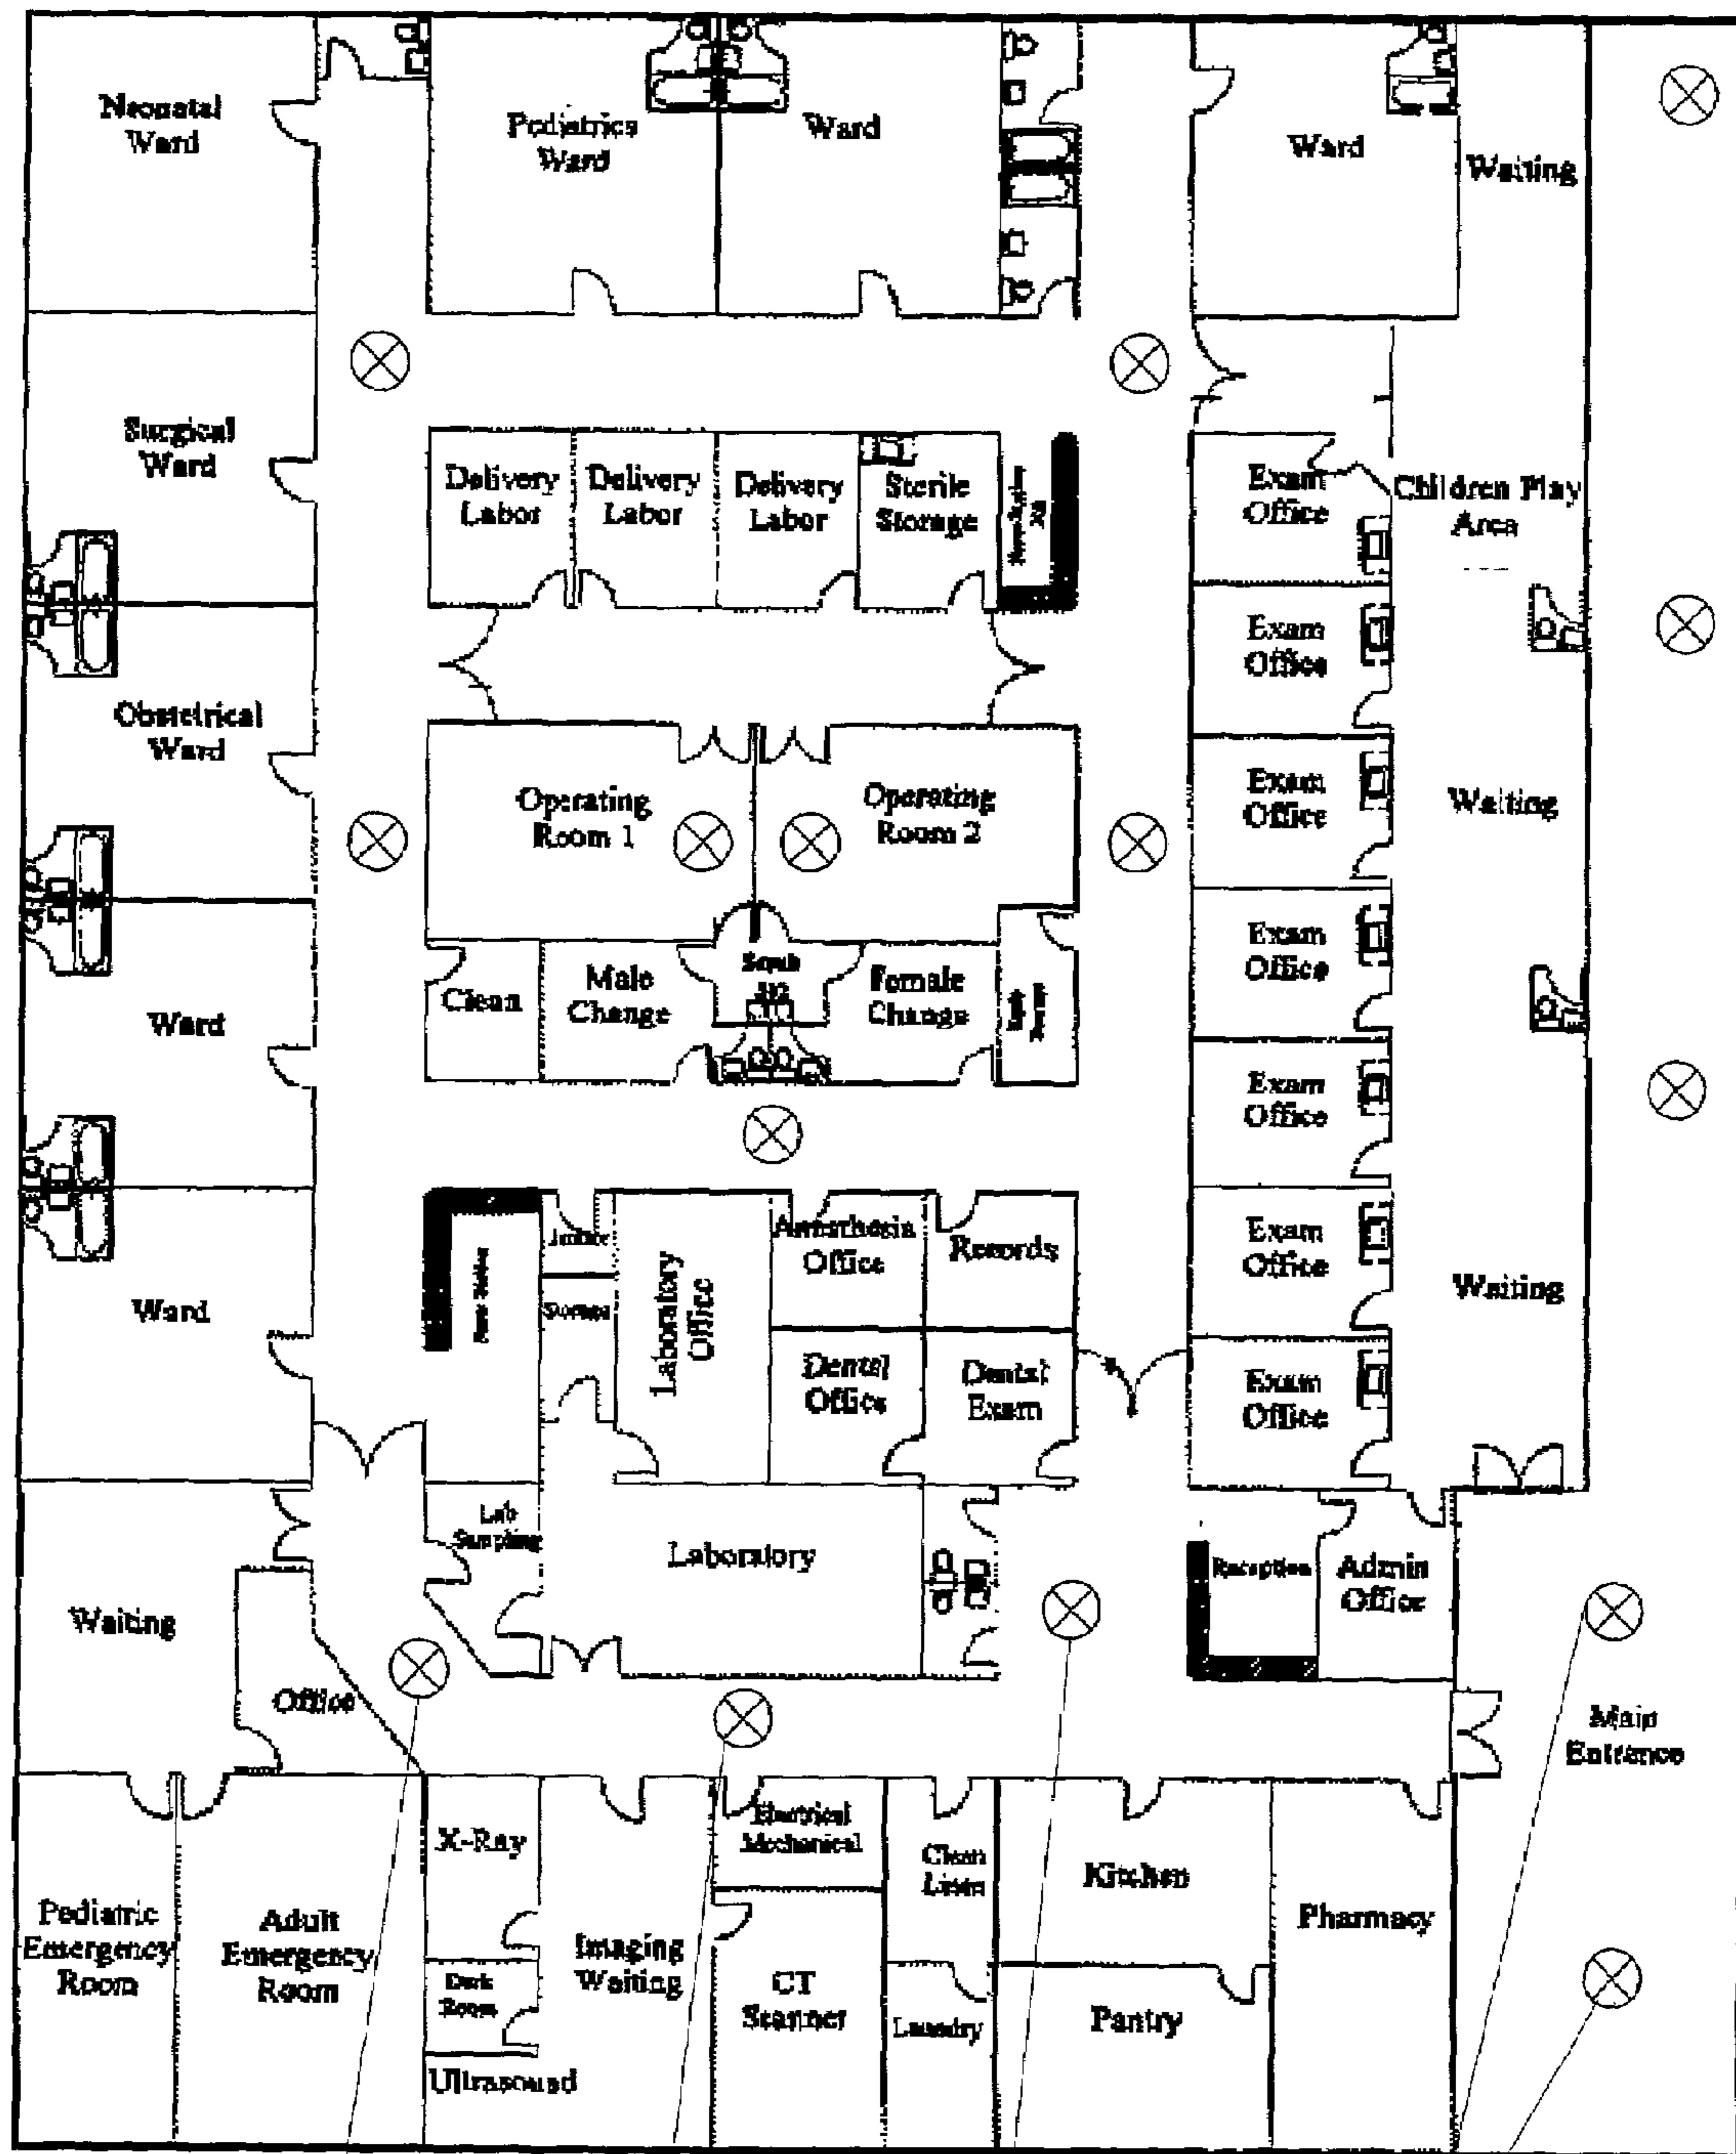 Neonatal
Ward
Pediatrics
Ward
Ward
Ward
Waiting
Surgical
Ward
Delivery
Labor
Delivery
Labor
Delivery
Labor
Sterile
Storage
Exam
Office
Children Play
Area
Exam
Office
Obstetrical
Ward
Operating
Room 1
Operating
Room 2
Exam
Office
Waiting
Exam
Office
Ward
Clean
Male
Change
Scrub
Female
Change
Exam
Office
Ward
Storage
Laboratory
Office
Anesthesia
Office
Records
Exam
Office
Waiting
Dental
Office
Dental
Exam
Exam
Office
Waiting
Lab
Sampling
Laboratory
Reception
Admin
Office
Office
Main
Entrance
Pediatric
Emergency
Room
Adult
Emergency
Room
X-Ray
Dark
Room
Ultrasound
Imaging
Waiting
Electrical
Mechanical
CT
Scanner
Clean
Linen
Laundry
Kitchen
Pantry
Pharmacy